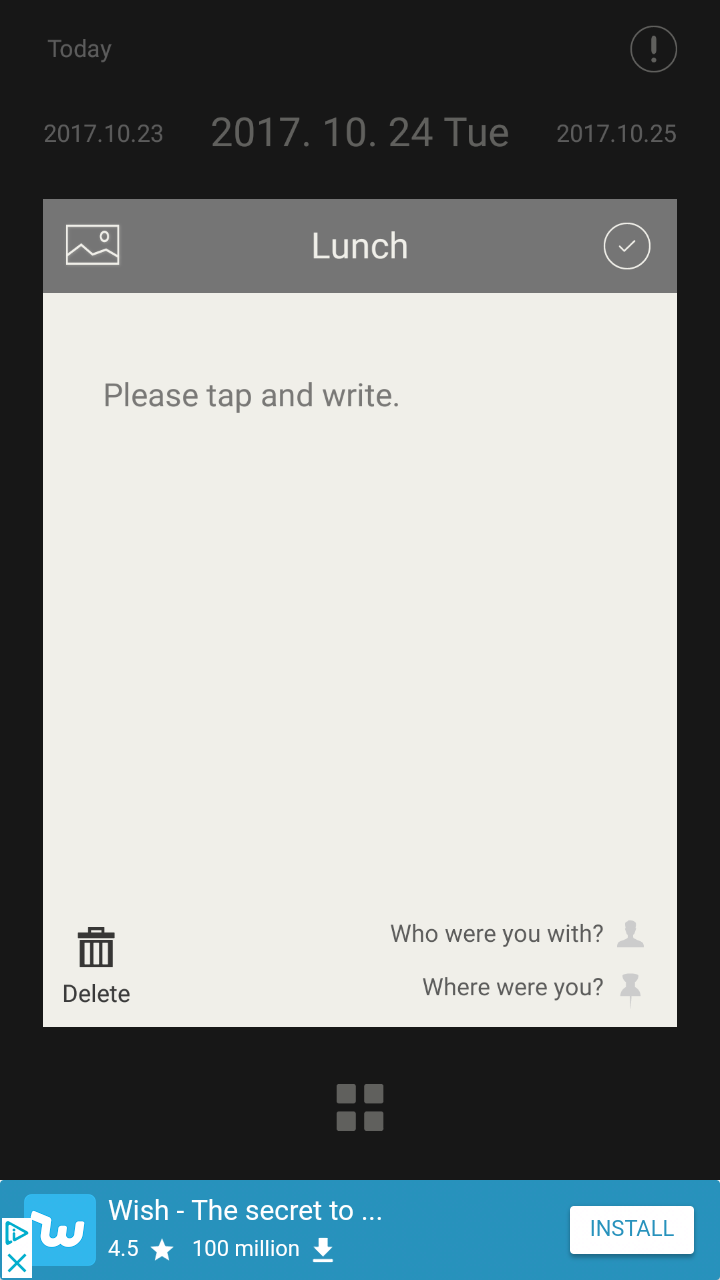 Today
2017.10.23 2017. 10. 24 Tue 2017.10.25
Lunch
Please tap and write.
Who were you with?
Where were you?
Delete
Wish - The secret to ...
4.5 100 million
INSTALL